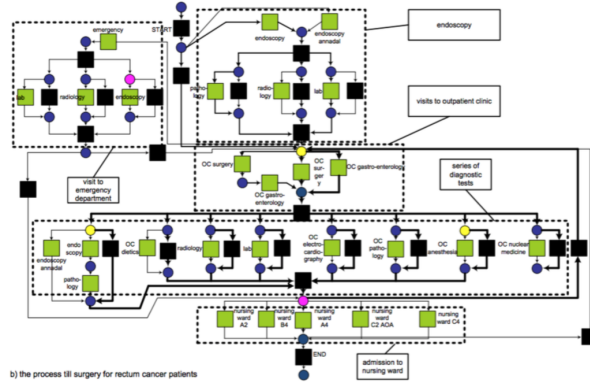 emergency
START
endoscopy
endoscopy
annadal
endoscopy
lab
radiology
endoscopy
patho-
logy
radio-
logy
lab
visits to outpatient clinic
visit to
emergency
department
OC surgery
OC gastro-
enterology
OC
sur-
ger
y
OC gastro-enterology
series of
diagnostic
tests
endoscopy
annadal
endo
scopy
patho-
logy
OC
dietics
radiology
lab
OC
electro-
cardio-
graphy
OC
patho-
logy
OC
anesthesia
OC nuclear
medicine
nursing
ward
A2
nursing
ward
B4
nursing
ward
A4
nursing
ward
C2 AOA
nursing
ward C4
END
admission to
nursing ward
b) the process till surgery for rectum cancer patients